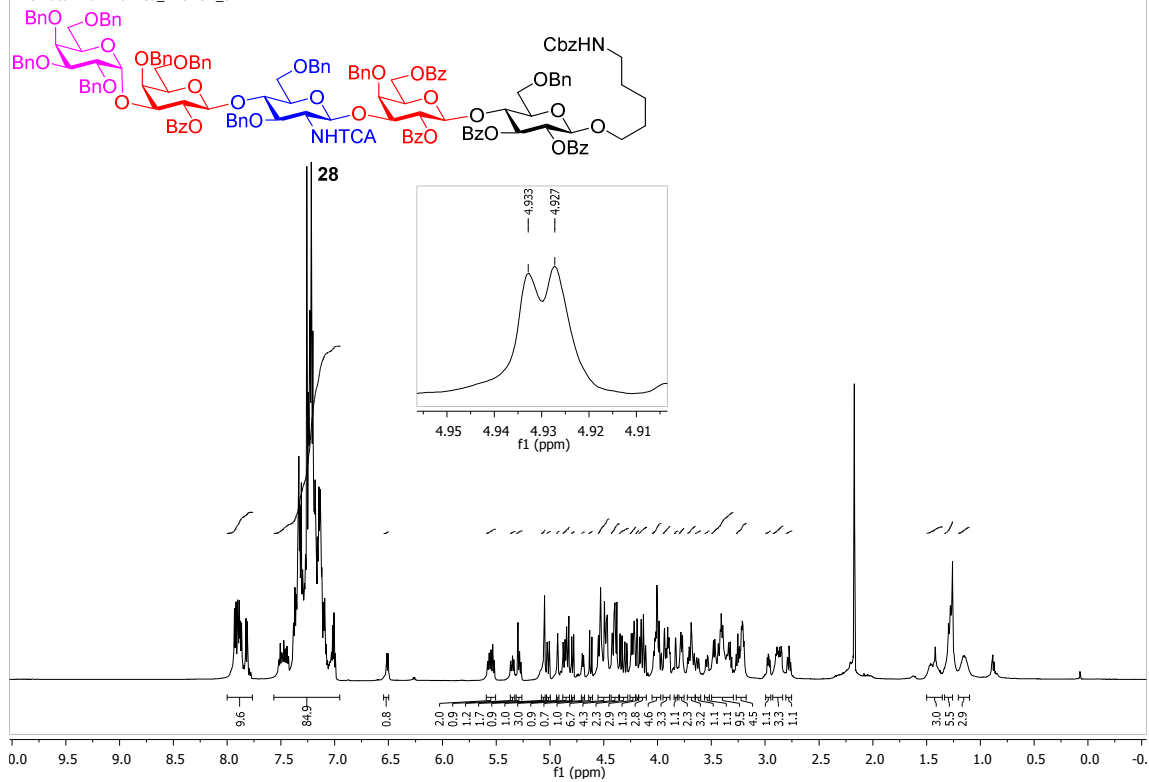 BnO OBn
CbzHN
BnO BnO OBn OBn BnO OBz OBn
BnO O O O O O
O O BnO O O O
BzO NHTCA BzO BzO OBz
28
4.933
4.927
4.95 4.94 4.93 4.92 4.91
f1 (ppm)
9.6 84.9 0.8 2.0 0.9 1.2 1.7 0.9 1.0 3.0 0.9 0.7 1.0 6.7 4.3 2.3 2.9 1.3 2.8 4.6 3.3 1.1 2.3 3.2 1.1 1.1 9.5 4.5 1.1 3.3 1.1 3.0 5.5 2.9
0.0 9.5 9.0 8.5 8.0 7.5 7.0 6.5 6.0 5.5 5.0 4.5 4.0 3.5 3.0 2.5 2.0 1.5 1.0 0.5 0.0 -0.
f1 (ppm)